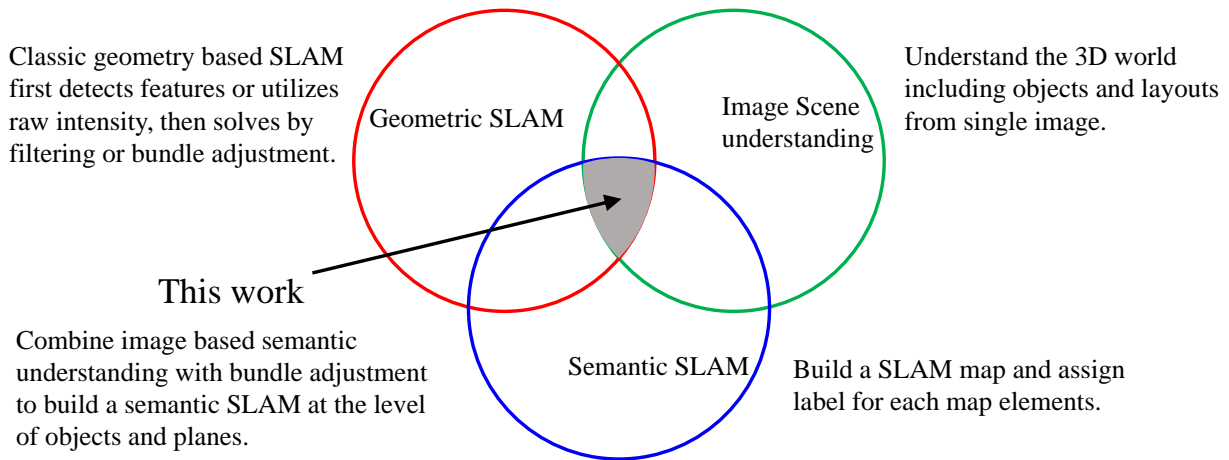 Classic geometry based SLAM
first detects features or utilizes
raw intensity, then solves by
filtering or bundle adjustment.
Geometric SLAM
Image Scene
understanding
Understand the 3D world
including objects and layouts
from single image.
This work
Combine image based semantic
understanding with bundle adjustment
to build a semantic SLAM at the level
of objects and planes.
Semantic SLAM
Build a SLAM map and assign
label for each map elements.